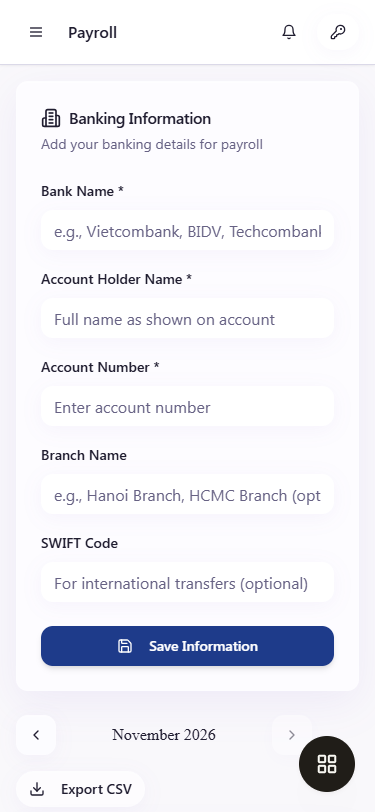 Payroll
Banking Information
Add your banking details for payroll
Bank Name *
e.g., Vietcombank, BIDV, Techcombank
Account Holder Name *
Full name as shown on account
Account Number *
Enter account number
Branch Name
e.g., Hanoi Branch, HCMC Branch (opt
SWIFT Code
For international transfers (optional)
Save Information
November 2026
Export CSV